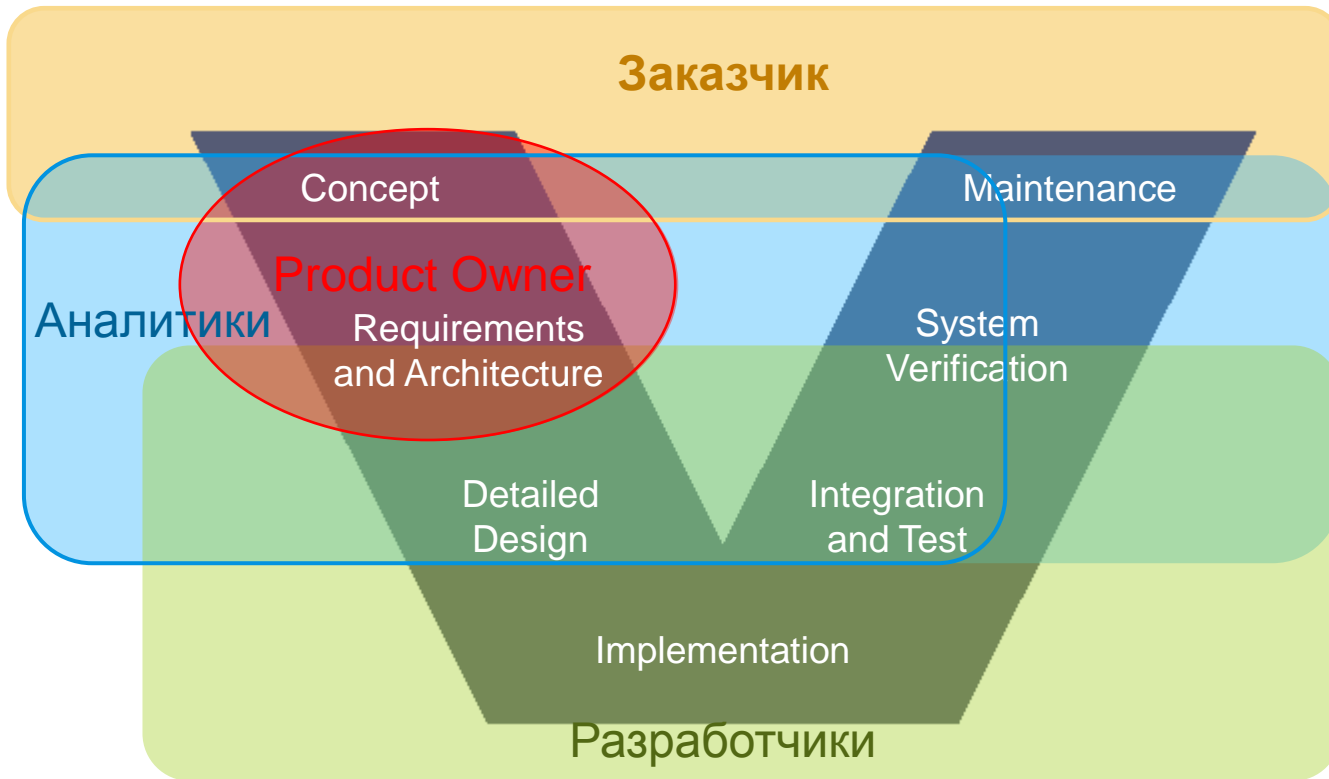 Заказчик
Concept
Maintenance
Product Owner
Аналитики
Requirements
and Architecture
System
Verification
Detailed
Design
Integration
and Test
Implementation
Разработчики